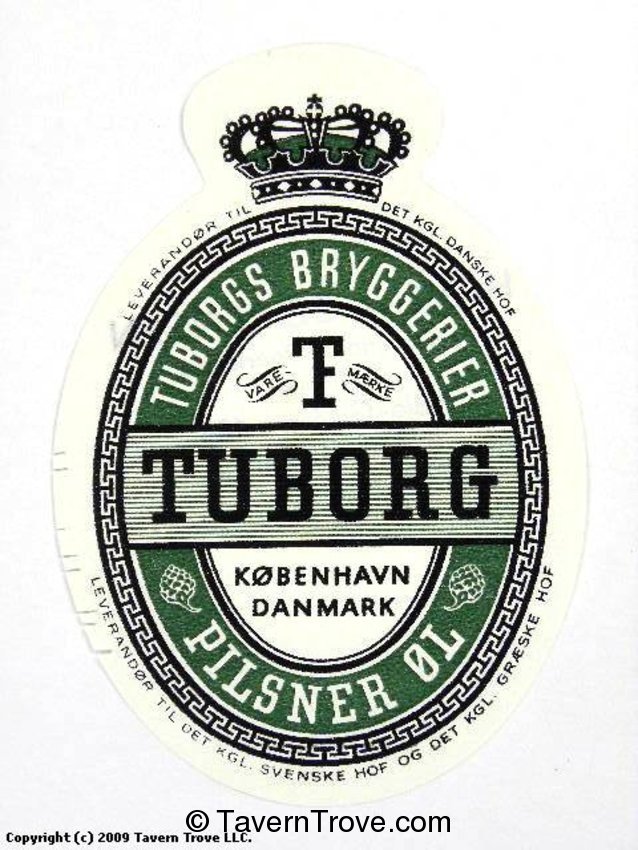 LEVERANDØR TIL DET KGL. DANSKE HOF
TUBORGS BRYGGERIER
TF
VARE- MÆRKE
TUBORG
KØBENHAVN
DANMARK
PILSNER ØL
LEVERANDØR TIL DET KGL. SVENSKE HOF OG DET KGL. GRÆSKE HOF
© TavernTrove.com
Copyright (c) 2009 Tavern Trove LLC.